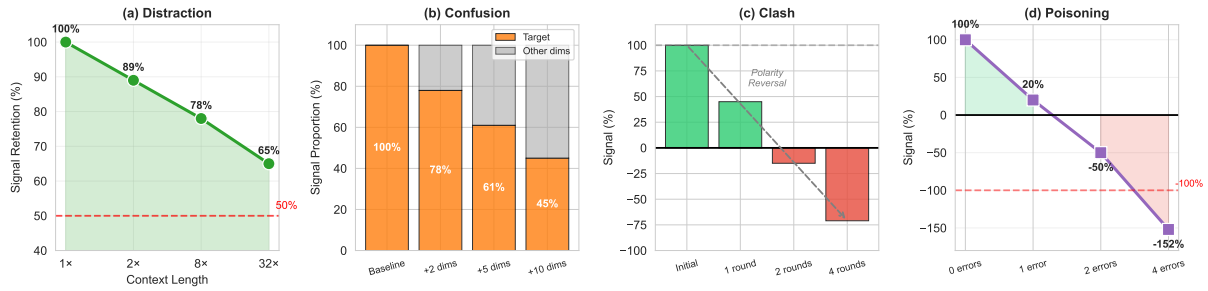 (a) Distraction
Signal Retention (%)
100
90
80
70
60
50
40
100%
89%
78%
65%
50%
1×
2×
8×
32×
Context Length
(b) Confusion
Signal Proportion (%)
100
80
60
40
20
0
Target
Other dims
100%
78%
61%
45%
Baseline
+2 dims
+5 dims
+10 dims
(c) Clash
Signal (%)
100
75
50
25
0
−25
−50
−75
−100
Polarity
Reversal
Initial
1 round
2 rounds
4 rounds
(d) Poisoning
Signal (%)
100
50
0
−50
−100
−150
100%
20%
-50%
-100%
-152%
0 errors
1 error
2 errors
4 errors